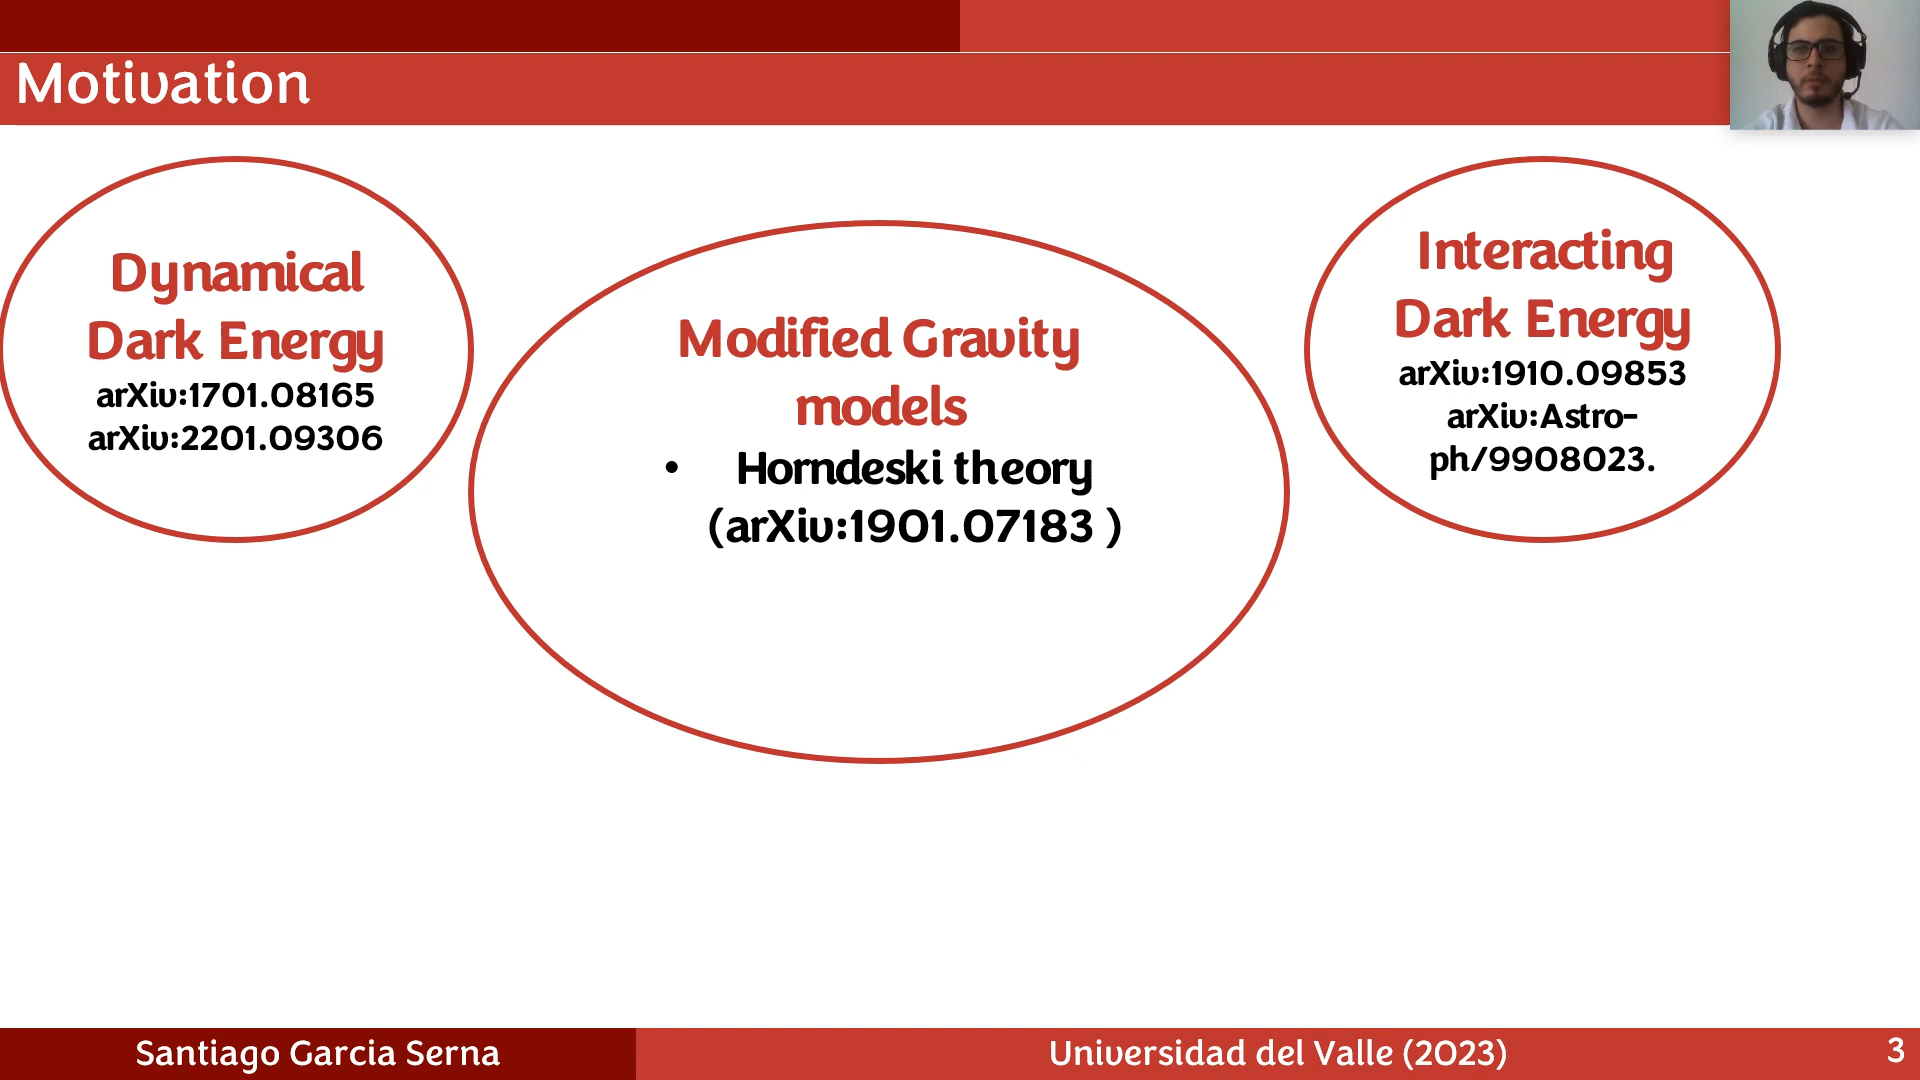 Motivation
Dynamical
Dark Energy
arXiv:1701.08165
arXiv:2201.09306
Modified Gravity
models
• Horndeski theory
(arXiv:1901.07183 )
Interacting
Dark Energy
arXiv:1910.09853
arXiv:Astro-
ph/9908023.
Santiago Garcia Serna
Universidad del Valle (2023)
3